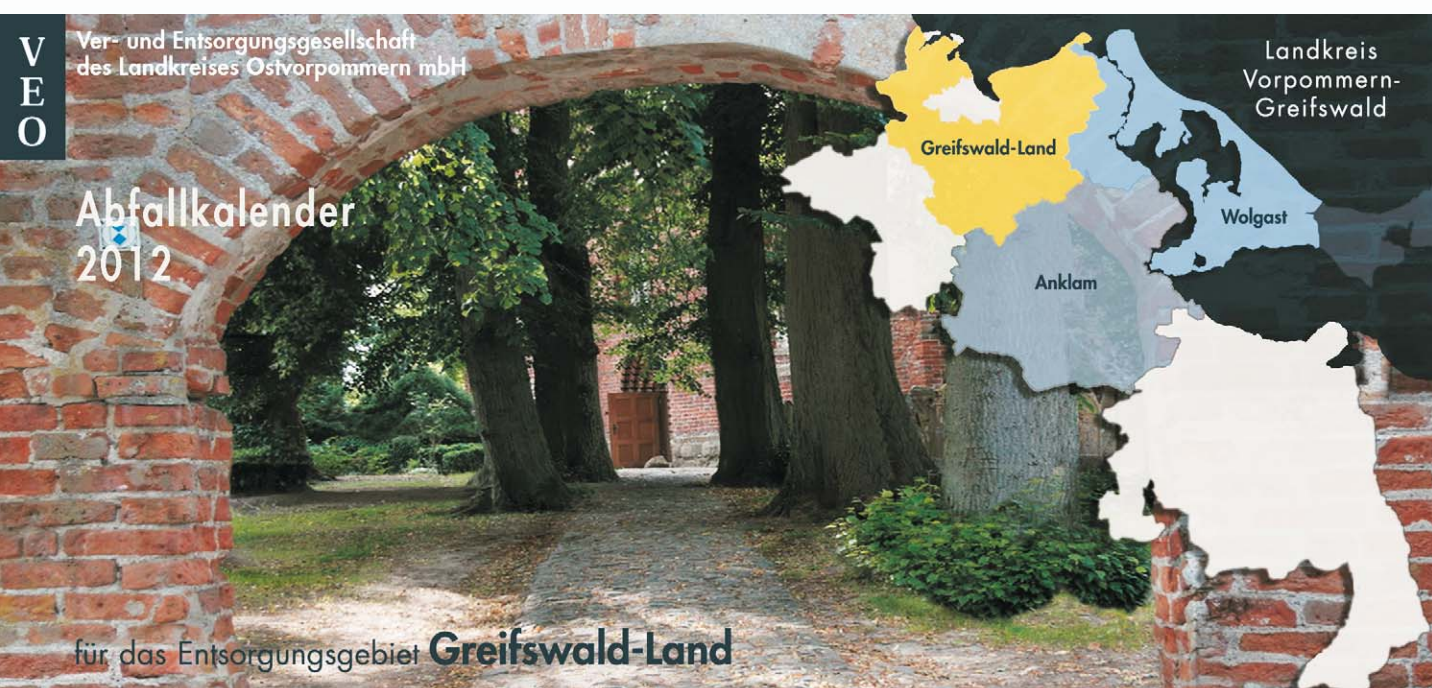 VEO
Ver- und Entsorgungsgesellschaft
des Landkreises Ostvorpommern mbH
Landkreis
Vorpommern-
Greifswald
Greifswald-Land
Wolgast
Anklam
Abfallkalender
2012
für das Entsorgungsgebiet Greifswald-Land